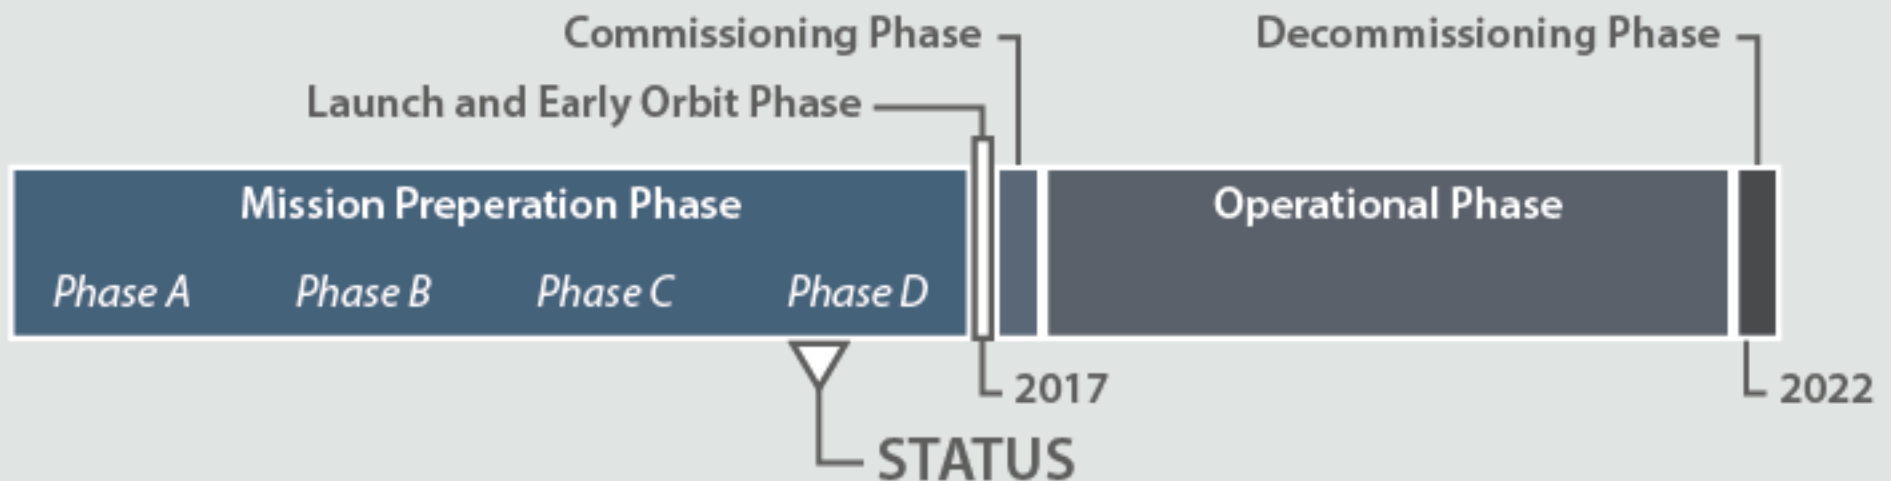 Commissioning Phase
Decommissioning Phase
Launch and Early Orbit Phase
Mission Preperation Phase
Operational Phase
Phase A
Phase B
Phase C
Phase D
2017
2022
STATUS